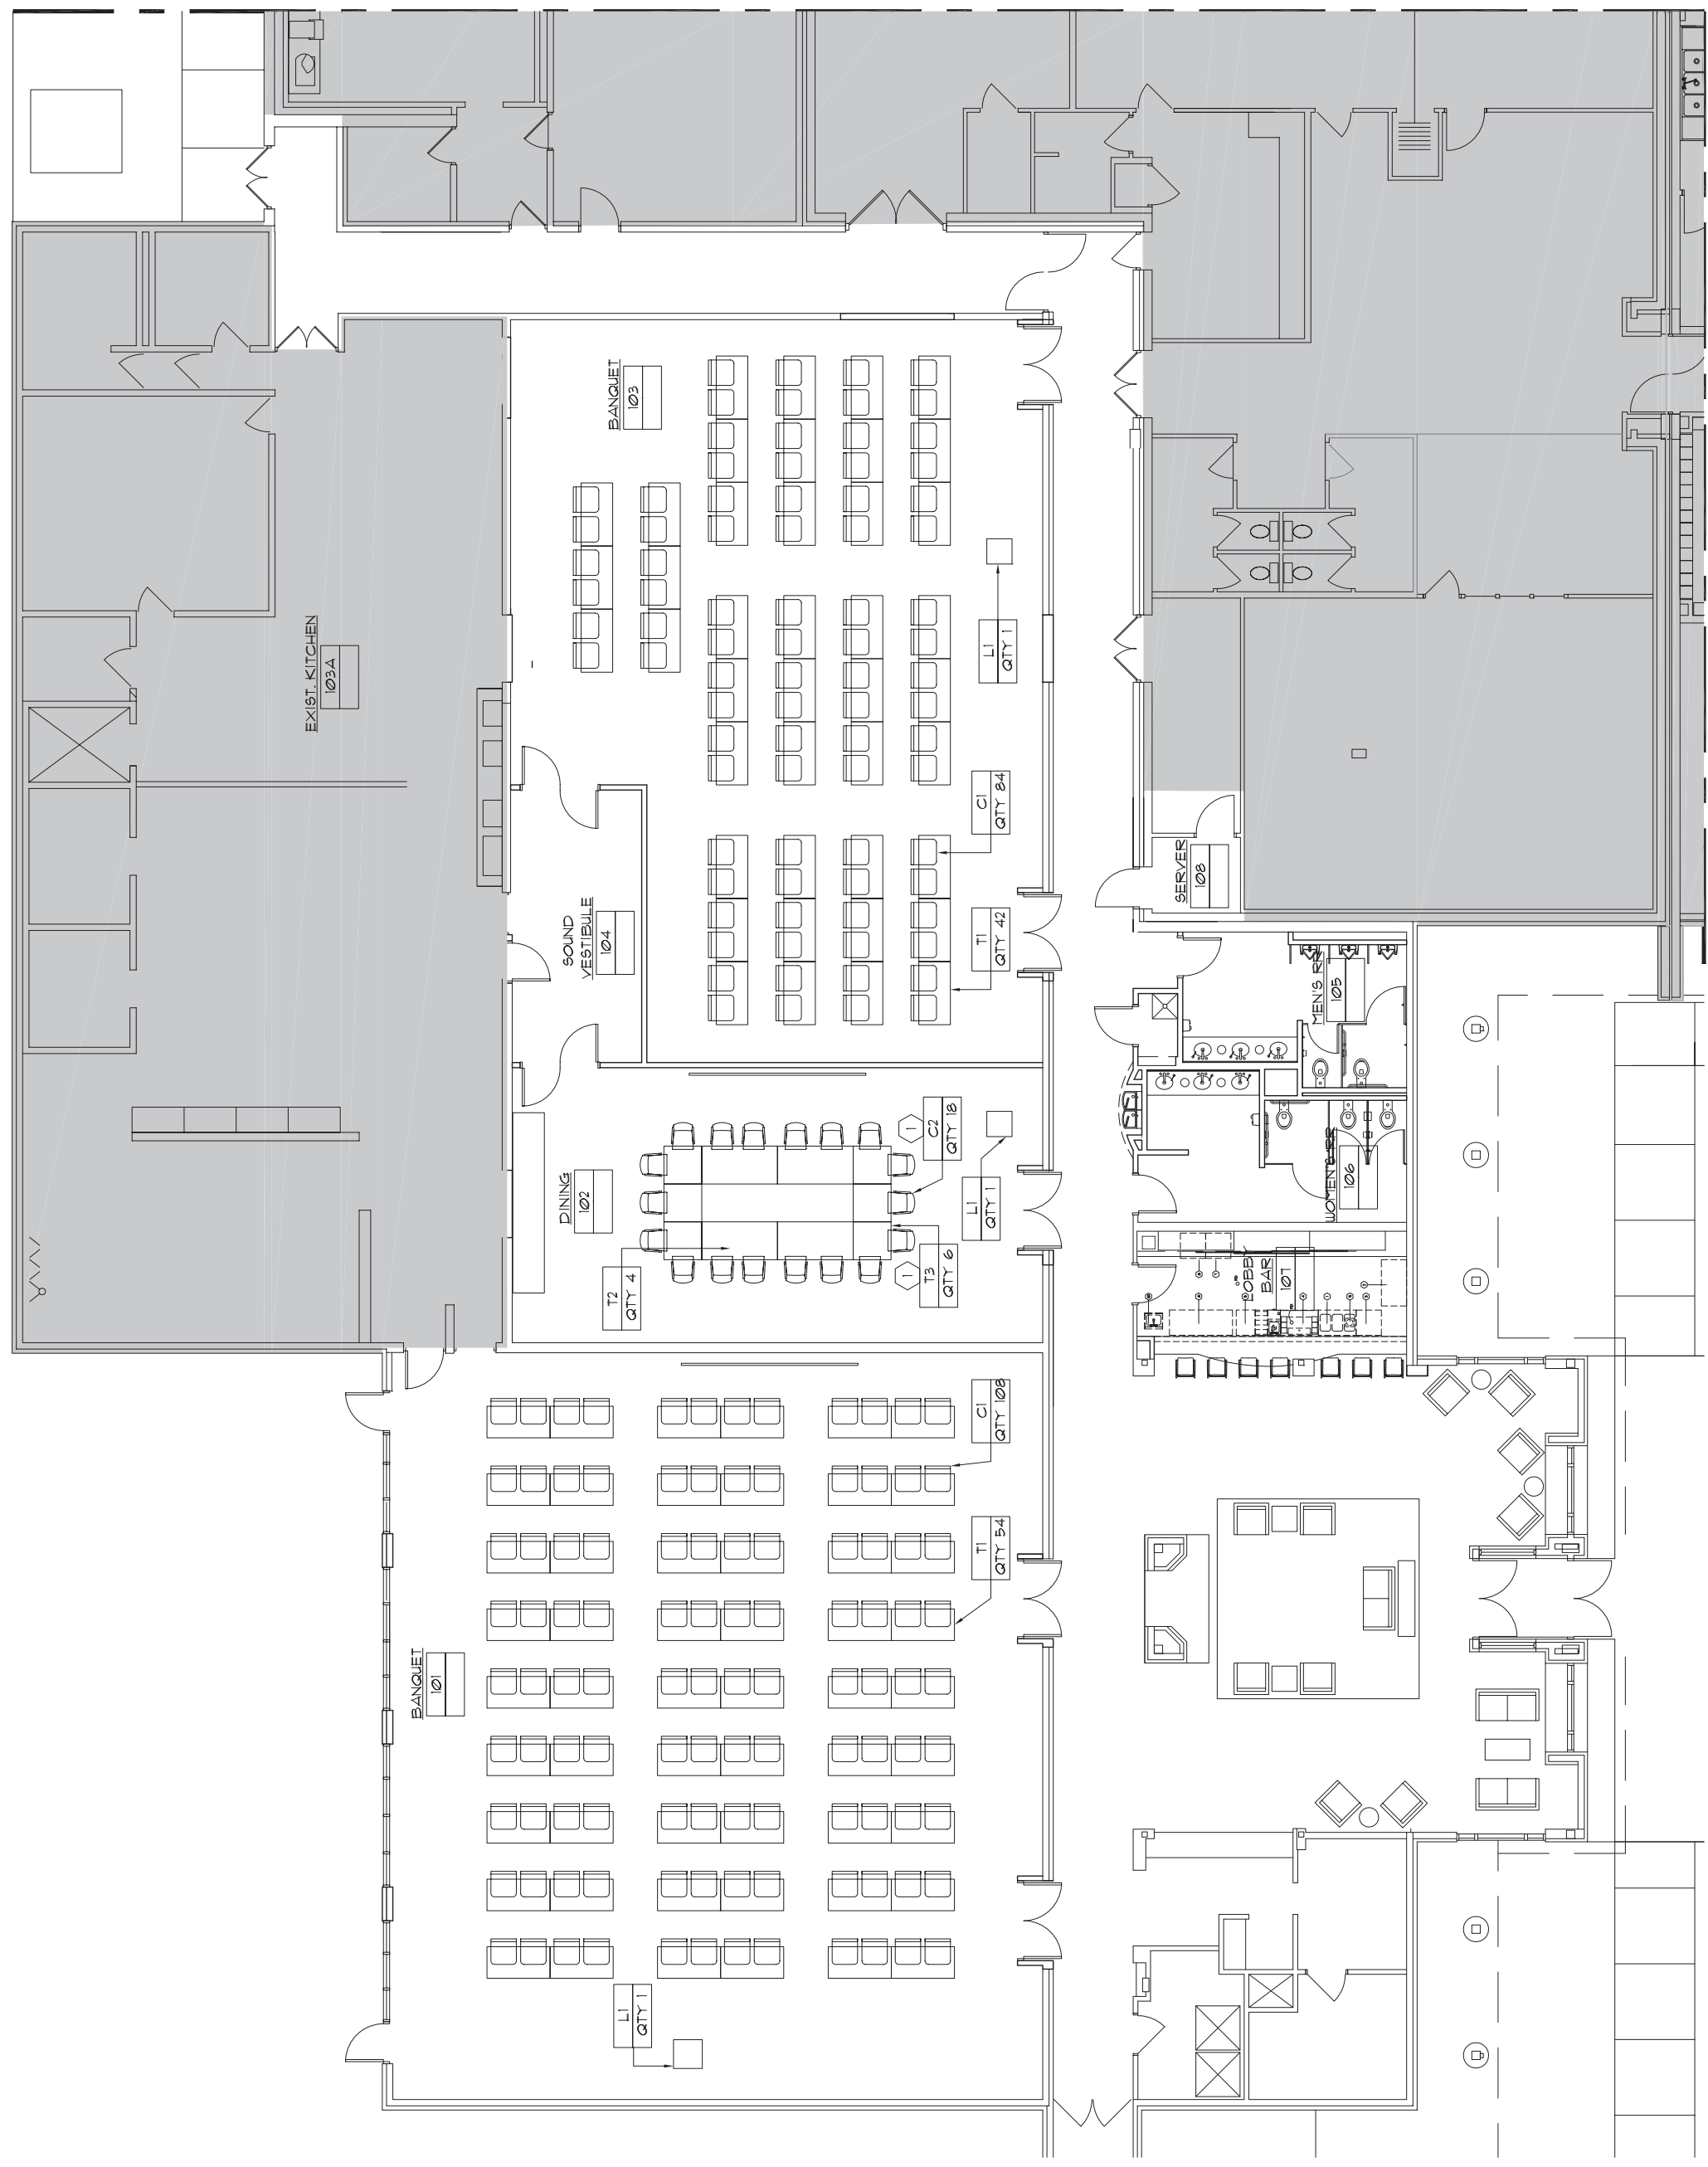 BANQUET
103
EXIST. KITCHEN
103A
L1
QTY 1
C1
QTY 84
T1
QTY 42
SERVER
108
SOUND
VESTIBULE
104
MEN'S RR
105
C2
QTY 18
1
L1
QTY 1
DINING
102
T3
QTY 6
1
T2
QTY 4
WOMEN'S RR
106
LOBBY
BAR
107
C1
QTY 108
T1
QTY 54
BANQUET
101
L1
QTY 1